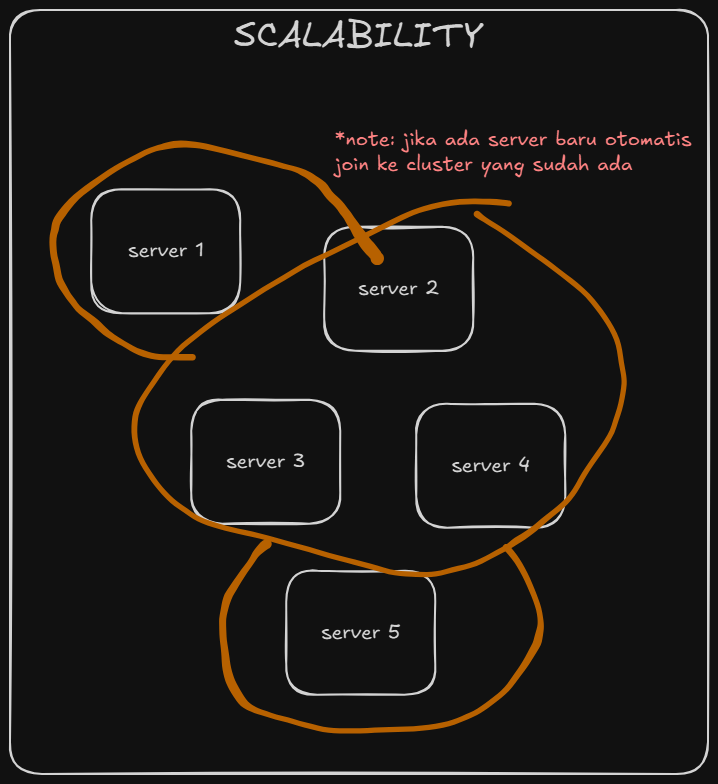 SCALABILITY
*note: jika ada server baru otomatis
join ke cluster yang sudah ada
server 1
server 2
server 3
server 4
server 5